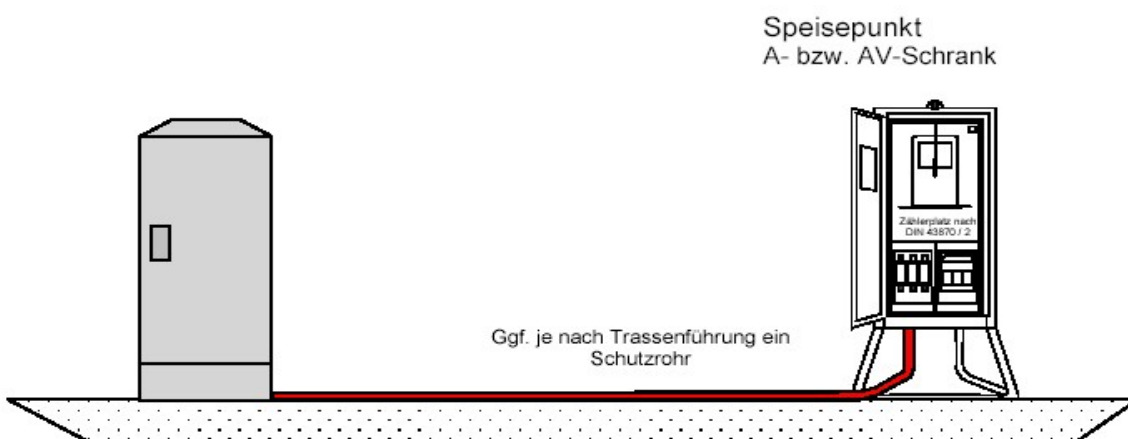 Speisepunkt
A- bzw. AV-Schrank
Zählerplatz nach
DIN 43870 / 2
Ggf. je nach Trassenführung ein
Schutzrohr